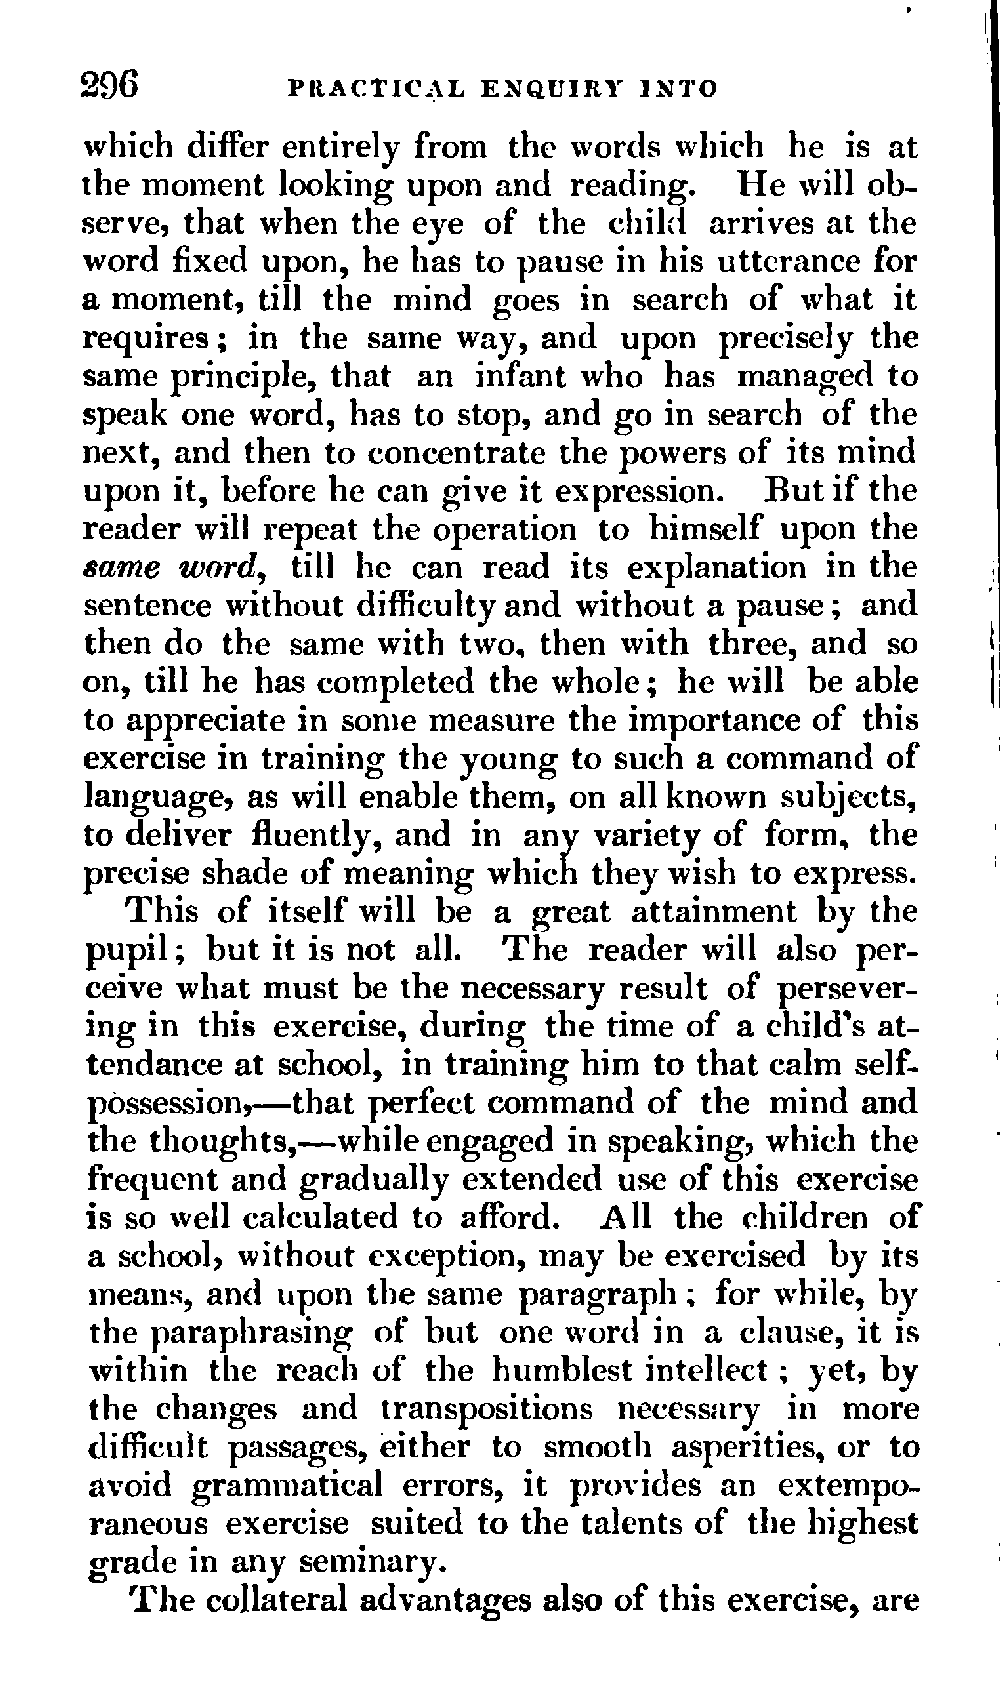 296 PRACTICAL ENQUIRY INTO
which differ entirely from the words which he is at
the moment looking upon and reading. He will ob-
serve, that when the eye of the child arrives at the
word fixed upon, he has to pause in his utterance for
a moment, till the mind goes in search of what it
requires; in the same way, and upon precisely the
same principle, that an infant who has managed to
speak one word, has to stop, and go in search of the
next, and then to concentrate the powers of its mind
upon it, before he can give it expression. But if the
reader will repeat the operation to himself upon the
same word, till he can read its explanation in the
sentence without difficulty and without a pause; and
then do the same with two, then with three, and so
on, till he has completed the whole; he will be able
to appreciate in some measure the importance of this
exercise in training the young to such a command of
language, as will enable them, on all known subjects,
to deliver fluently, and in any variety of form, the
precise shade of meaning which they wish to express.
This of itself will be a great attainment by the
pupil; but it is not all. The reader will also per-
ceive what must be the necessary result of persever-
ing in this exercise, during the time of a child's at-
tendance at school, in training him to that calm self-
possession,—that perfect command of the mind and
the thoughts,—while engaged in speaking, which the
frequent and gradually extended use of this exercise
is so well calculated to afford. All the children of
a school, without exception, may be exercised by its
means, and upon the same paragraph; for while, by
the paraphrasing of but one word in a clause, it is
within the reach of the humblest intellect; yet, by
the changes and transpositions necessary in more
difficult passages, either to smooth asperities, or to
avoid grammatical errors, it provides an extempo-
raneous exercise suited to the talents of the highest
grade in any seminary.
The collateral advantages also of this exercise, are